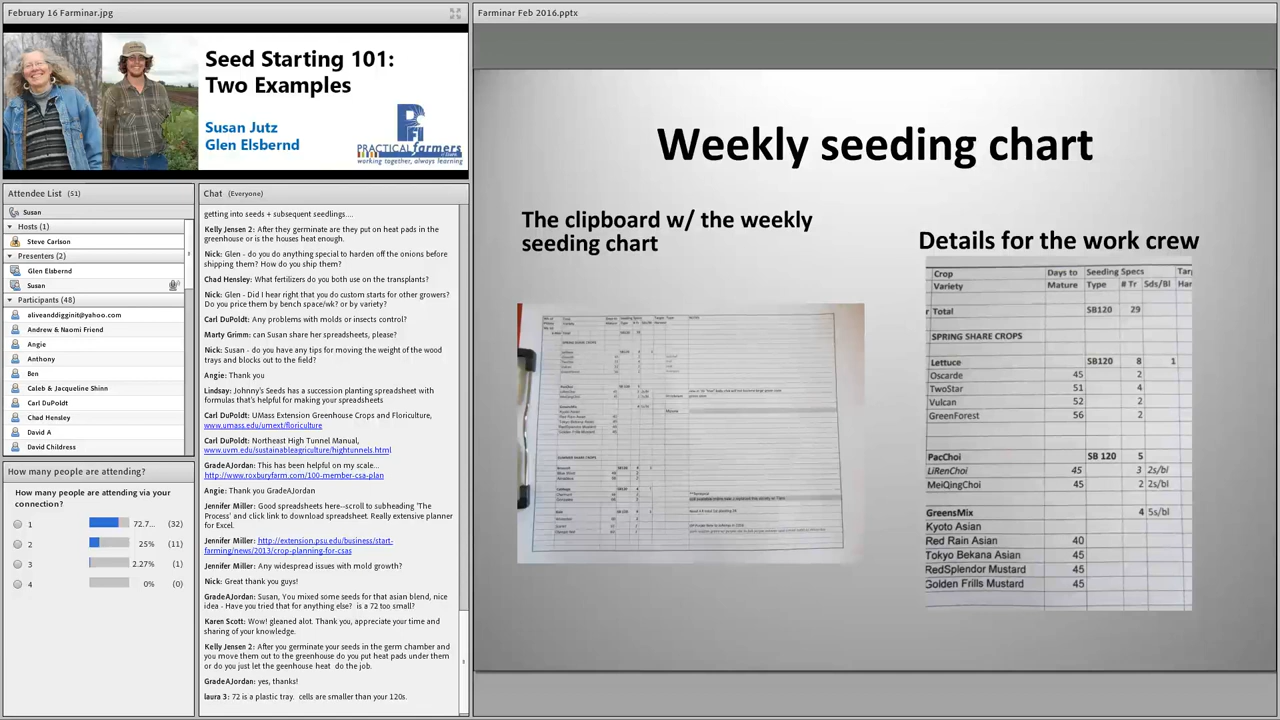 February 16 Farminar.jpg
Seed Starting 101:
Two Examples
Susan Jutz
Glen Elsbernd
PFI
PRACTICAL farmers
of Iowa
working together, always learning
Attendee List (51)
Susan
Hosts (1)
Steve Carlson
Presenters (2)
Glen Elsbernd
Susan
Participants (48)
aliveanddigginit@yahoo.com
Andrew & Naomi Friend
Angie
Anthony
Ben
Caleb & Jacqueline Shinn
Carl DuPoldt
Chad Hensley
David A
David Childress
How many people are attending?
How many people are attending via your
connection?
1 72.7... (32)
2 25% (11)
3 2.27% (1)
4 0% (0)
Chat (Everyone)
getting into seeds + subsequent seedlings....
Kelly Jensen 2: After they germinate are they put on heat pads in the
greenhouse or is the houses heat enough.
Nick: Glen - do you do anything special to harden off the onions before
shipping them? How do you ship them?
Chad Hensley: What fertilizers do you both use on the transplants?
Nick: Glen - Did I hear right that you do custom starts for other growers?
Do you price them by bench space/wk? or by variety?
Carl DuPoldt: Any problems with molds or insects control?
Marty Grimm: can Susan share her spreadsheets, please?
Nick: Susan - do you have any tips for moving the weight of the wood
trays and blocks out to the field?
Angie: Thank you
Lindsay: Johnny's Seeds has a succession planting spreadsheet with
formulas that's helpful for making your spreadsheets
Carl DuPoldt: UMass Extension Greenhouse Crops and Floriculture,
www.umass.edu/umext/floriculture
Carl DuPoldt: Northeast High Tunnel Manual,
www.uvm.edu/sustainableagriculture/hightunnels.html
GradeAJordan: This has been helpful on my scale...
http://www.roxburyfarm.com/100-member-csa-plan
Angie: Thank you GradeAJordan
Jennifer Miller: Good spreadsheets here--scroll to subheading 'The
Process' and click link to download spreadsheet. Really extensive planner
for Excel.
Jennifer Miller: http://extension.psu.edu/business/start-
farming/news/2013/crop-planning-for-csas
Jennifer Miller: Any widespread issues with mold growth?
Nick: Great thank you guys!
GradeAJordan: Susan, You mixed some seeds for that asian blend, nice
idea - Have you tried that for anything else?  is a 72 too small?
Karen Scott: Wow! gleaned alot. Thank you, appreciate your time and
sharing of your knowledge.
Kelly Jensen 2: After you germinate your seeds in the germ chamber and
you move them out to the greenhouse do you put heat pads under them
or do you just let the geenhouse heat  do the job.
GradeAJordan: yes, thanks!
laura 3: 72 is a plastic tray.  cells are smaller than your 120s.
Farminar Feb 2016.pptx
Weekly seeding chart
The clipboard w/ the weekly
seeding chart
SPRING SHARE CROPS
SUMMER SHARE CROPS
Details for the work crew
Crop Days to Seeding Specs Tar
Variety Mature Type # Tr Sds/Bl Har
r Total SB120 29
SPRING SHARE CROPS
Lettuce SB120 8 1
Oscarde 45 2
TwoStar 51 4
Vulcan 52 2
GreenForest 56 2
PacChoi SB 120 5
LiRenChoi 45 3 2s/bl
MeiQingChoi 45 2 2s/bl
GreensMix 4 5s/bl
Kyoto Asian
Red Rain Asian 40
Tokyo Bekana Asian 45
RedSplendor Mustard 45
Golden Frills Mustard 45